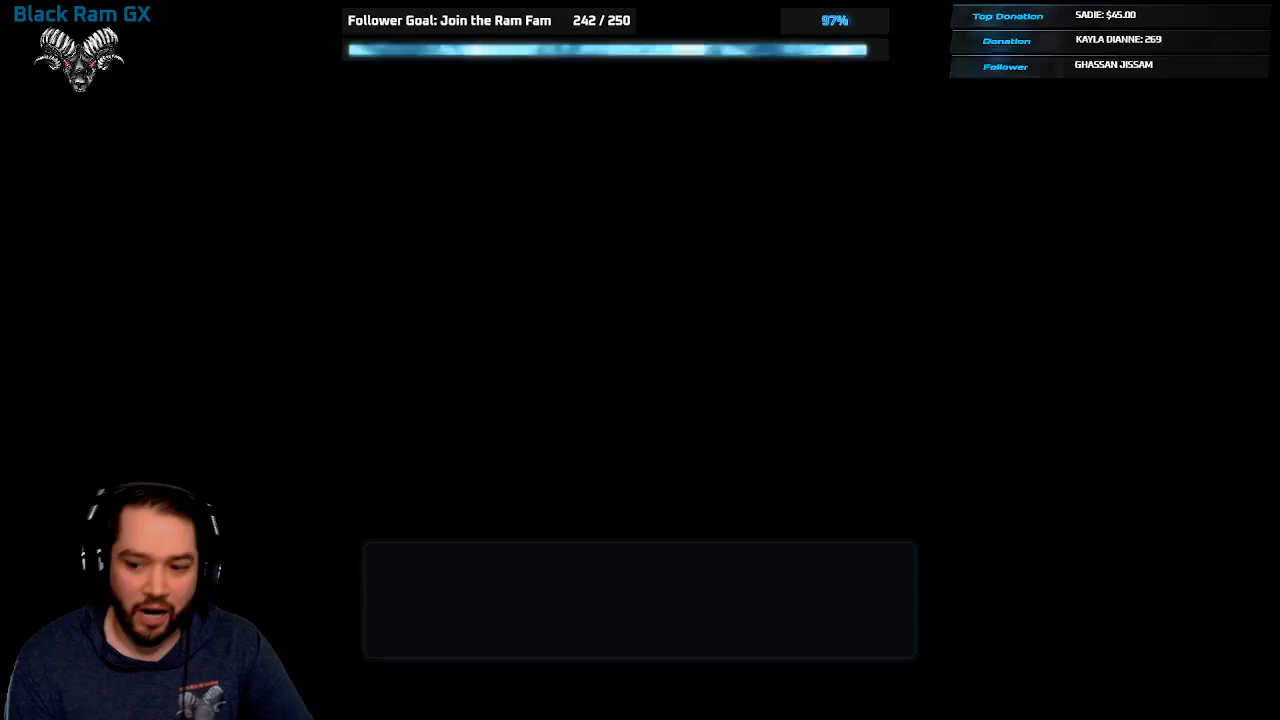 Black Ram GX
Follower Goal: Join the Ram Fam 242 / 250
97%
Top Donation SADIE: $45.00
Donation KAYLA DIANNE: 269
Follower GHASSAN JISSAM